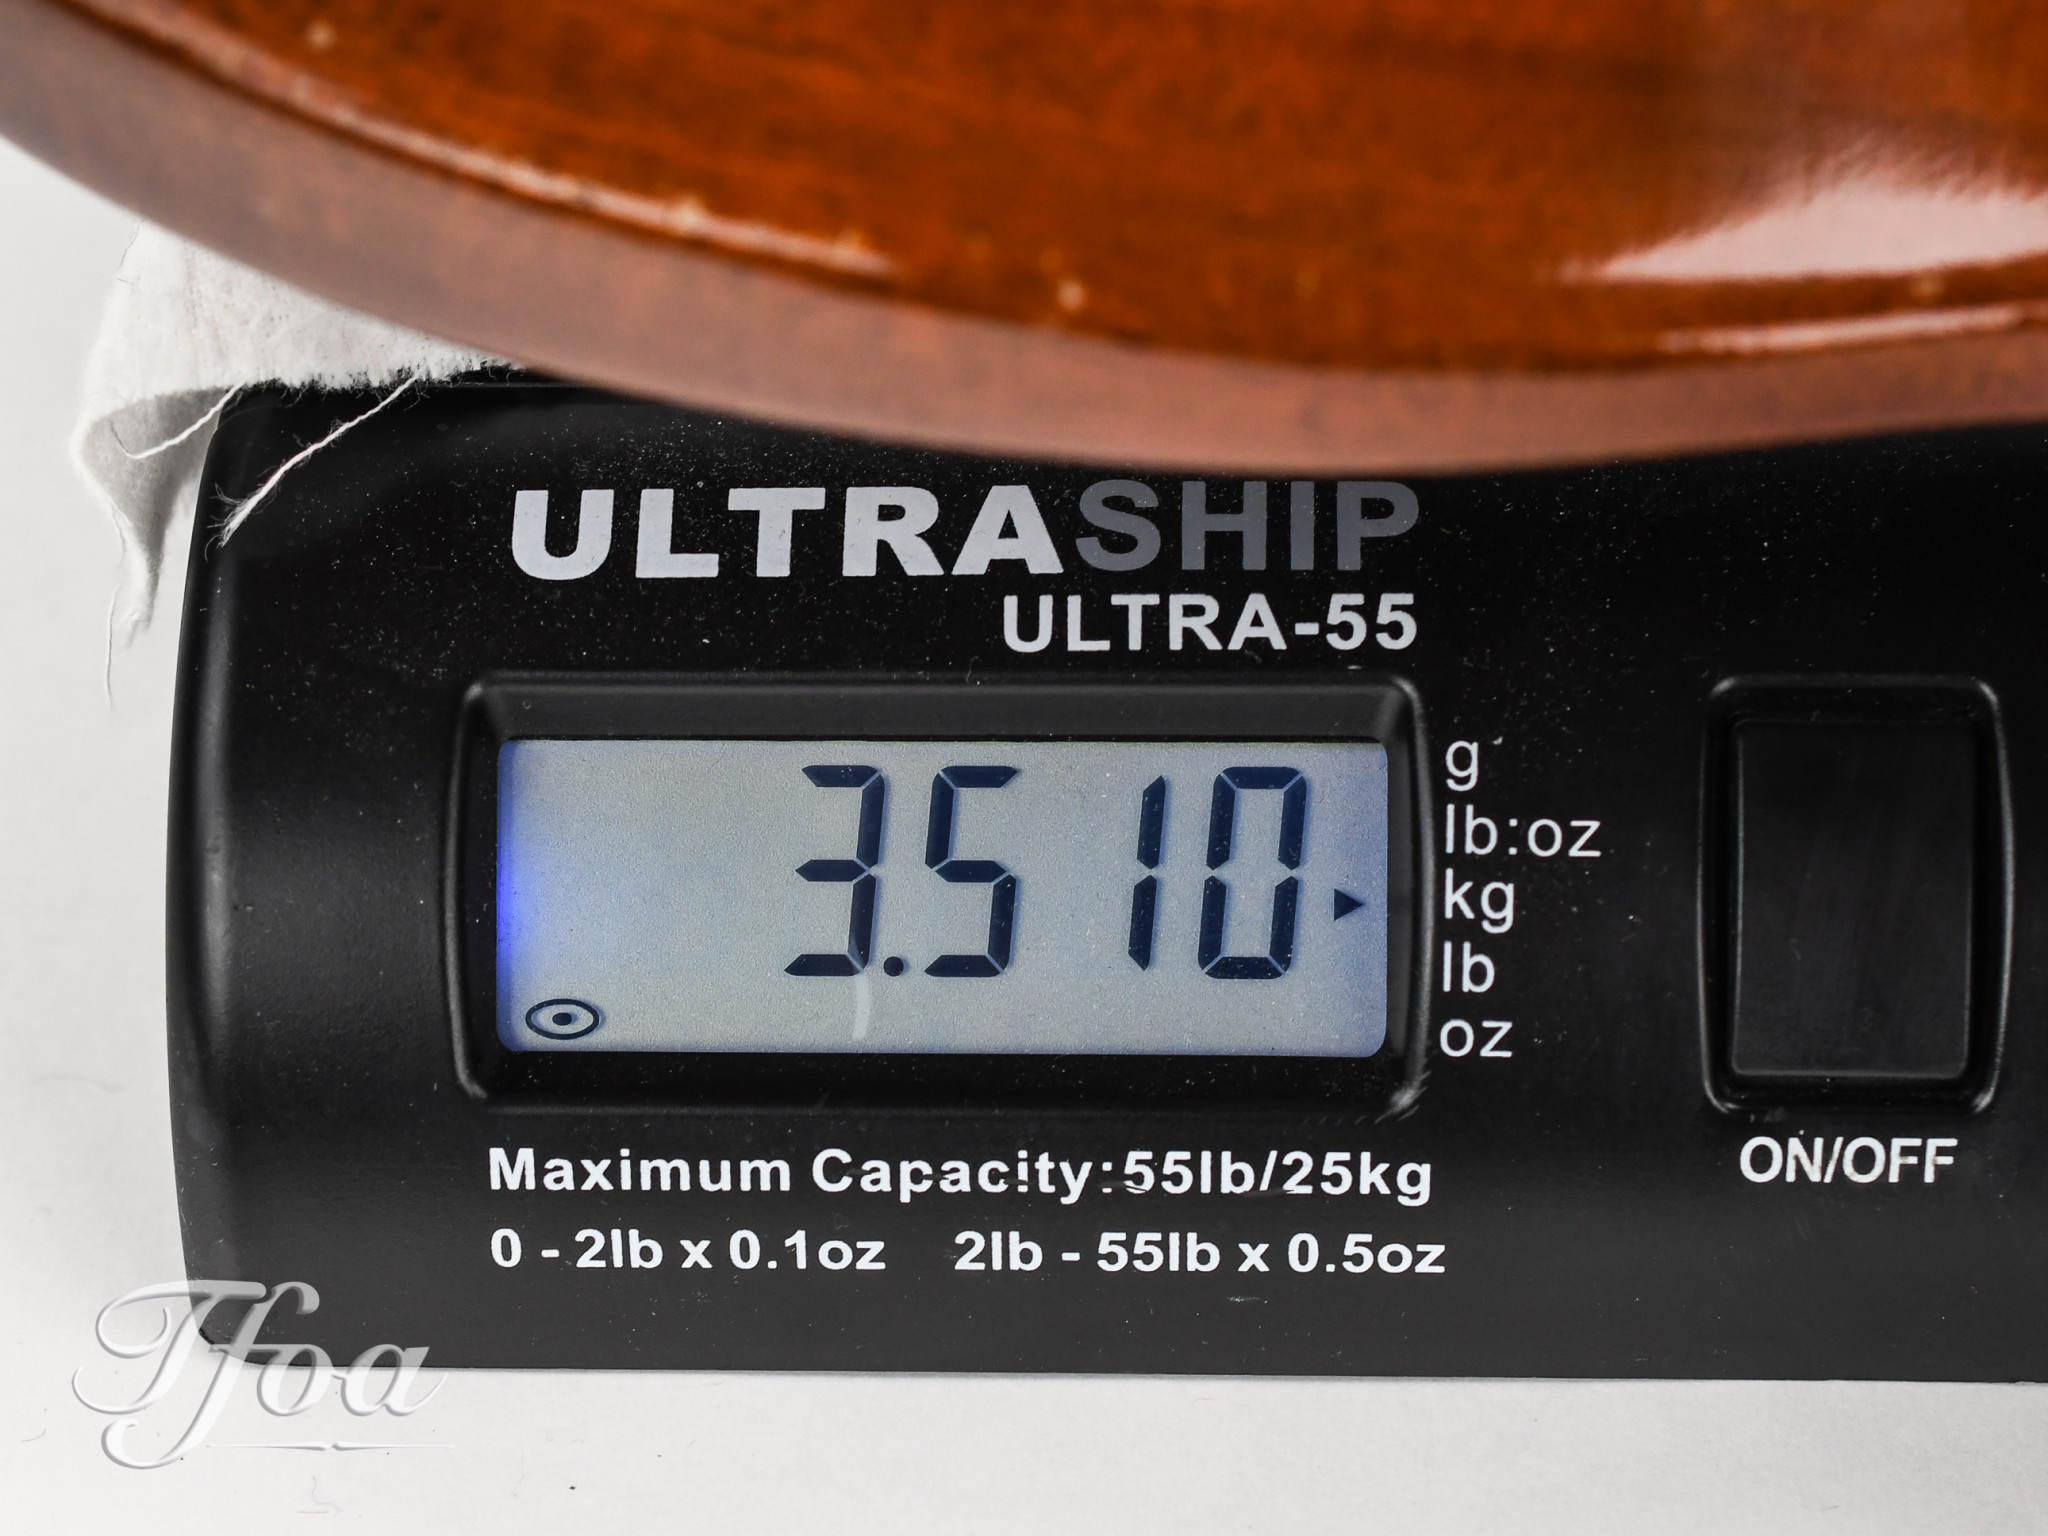 ULTRASHIP
ULTRA-55
3.510
g
lb:oz
kg
lb
oz
Maximum Capacity:55lb/25kg
ON/OFF
0 - 2lb x 0.1oz 2lb - 55lb x 0.5oz
Tfoa